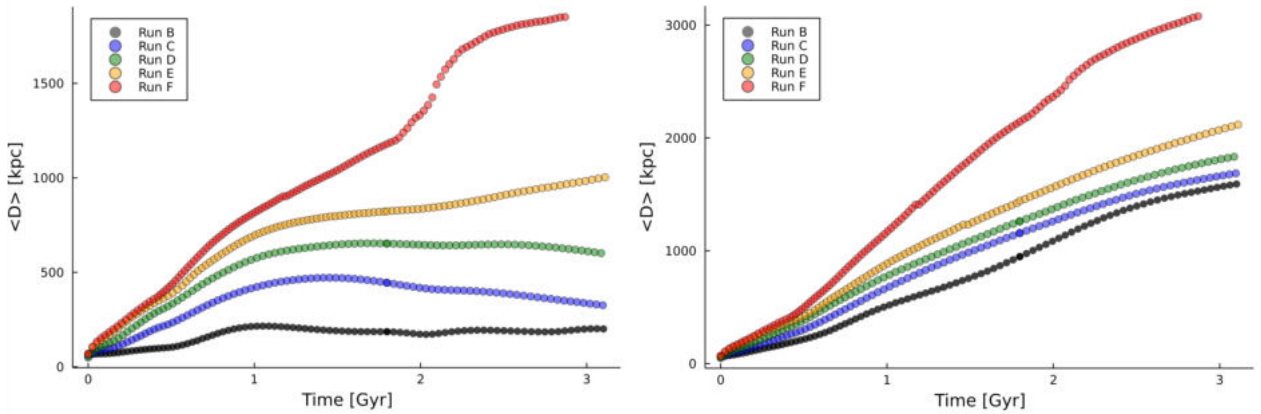 Run B
Run C
Run D
Run E
Run F
1500
1000
500
0
<D> [kpc]
0
1
2
3
Time [Gyr]
Run B
Run C
Run D
Run E
Run F
3000
2000
1000
0
<D> [kpc]
0
1
2
3
Time [Gyr]